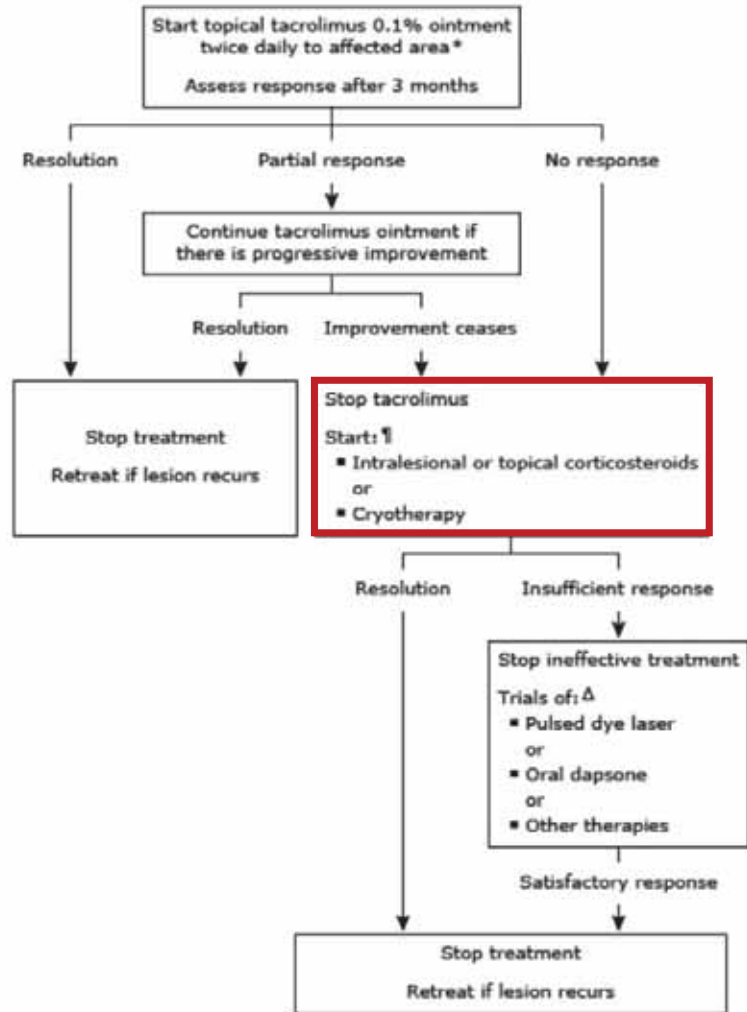 Start topical tacrolimus 0.1% ointment
twice daily to affected area*
Assess response after 3 months
Resolution
Partial response
No response
Continue tacrolimus ointment if
there is progressive improvement
Resolution
Improvement ceases
Stop treatment
Retreat if lesion recurs
Stop tacrolimus
Start: ¶
▪ Intralesional or topical corticosteroids
or
▪ Cryotherapy
Resolution
Insufficient response
Stop ineffective treatment
Trials of: Δ
▪ Pulsed dye laser
or
▪ Oral dapsone
or
▪ Other therapies
Satisfactory response
Stop treatment
Retreat if lesion recurs